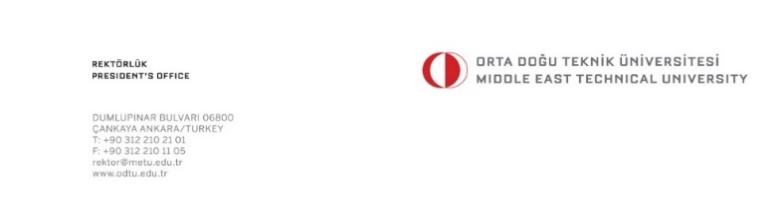 REKTÖRLÜK
PRESIDENT'S OFFICE
DUMLUPINAR BULVARI 06800
ÇANKAYA ANKARA/TURKEY
T: +90 312 210 21 01
F: +90 312 210 11 05
rektor@metu.edu.tr
www.odtu.edu.tr
ORTA DOĞU TEKNİK ÜNİVERSİTESİ
MIDDLE EAST TECHNICAL UNIVERSITY